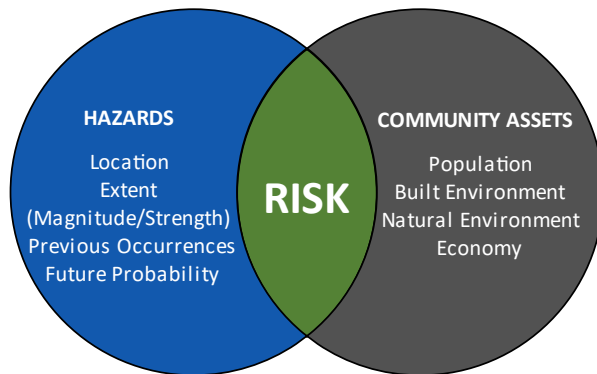 HAZARDS
Location
Extent
(Magnitude/Strength)
Previous Occurrences
Future Probability
RISK
COMMUNITY ASSETS
Population
Built Environment
Natural Environment
Economy